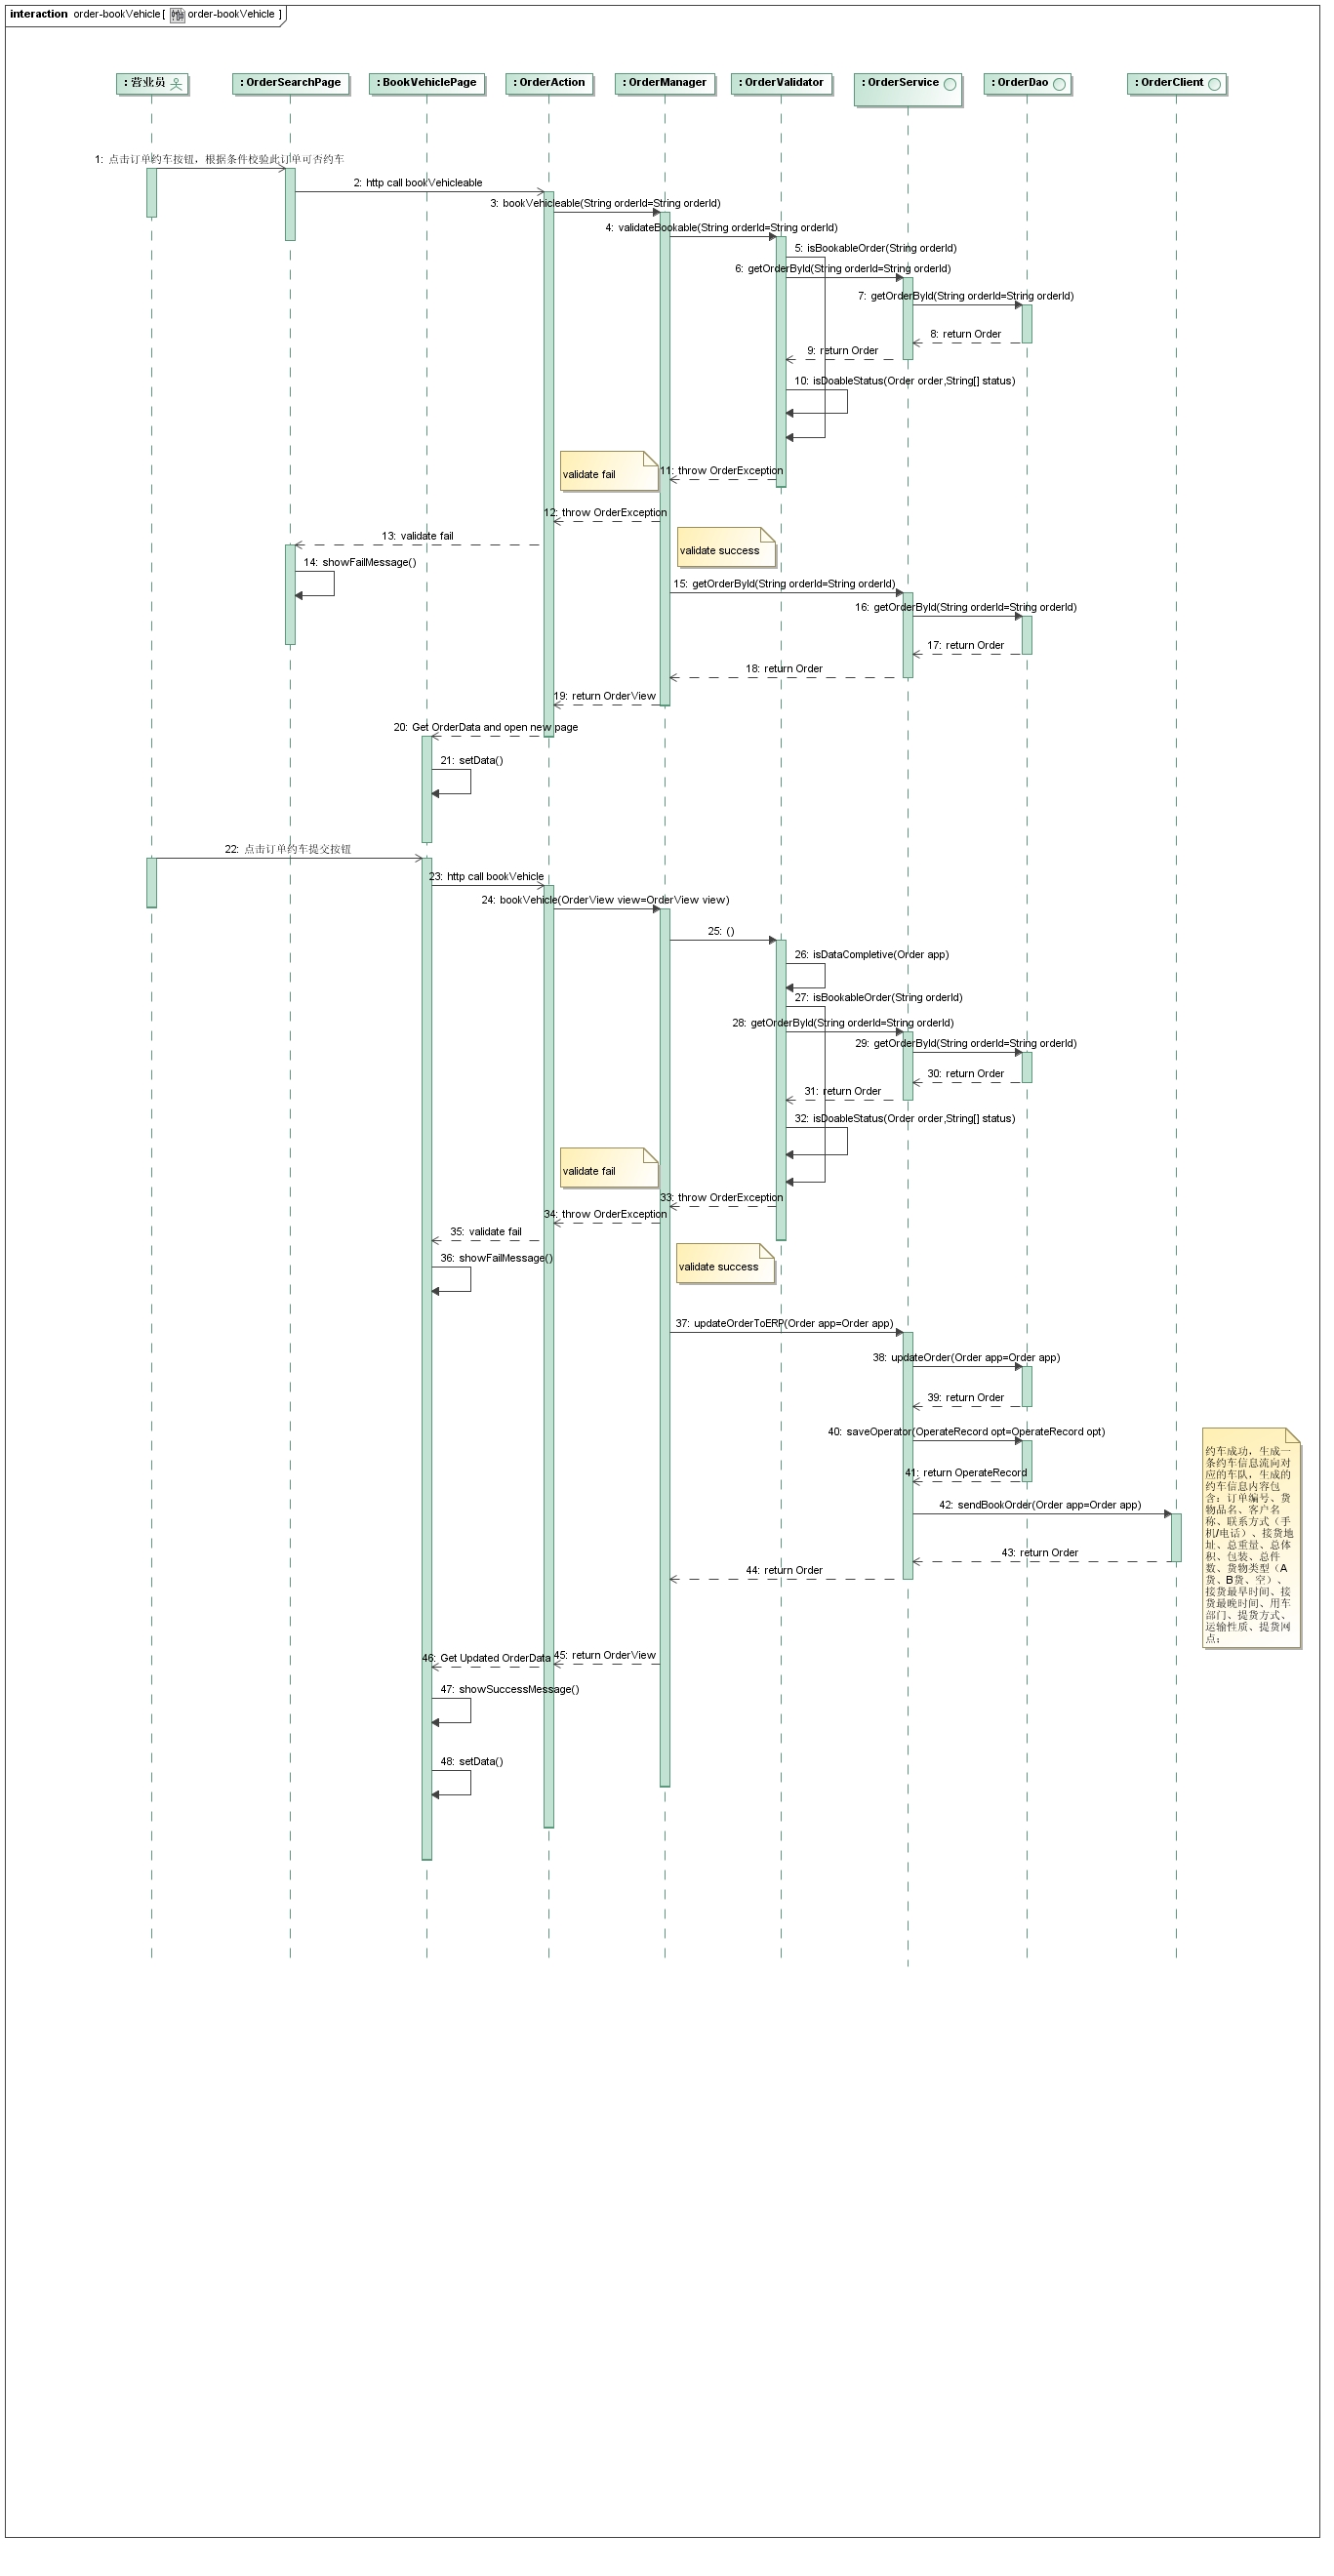 interaction order-bookVehicle[ order-bookVehicle ]
: 营业员
: OrderSearchPage
: BookVehiclePage
: OrderAction
: OrderManager
: OrderValidator
: OrderService
: OrderDao
: OrderClient
1: 点击订单约车按钮，根据条件校验此订单可否约车
2: http call bookVehicleable
3: bookVehicleable(String orderId=String orderId)
4: validateBookable(String orderId=String orderId)
5: isBookableOrder(String orderId)
6: getOrderById(String orderId=String orderId)
7: getOrderById(String orderId=String orderId)
8: return Order
9: return Order
10: isDoableStatus(Order order,String[] status)
validate fail
11: throw OrderException
12: throw OrderException
13: validate fail
validate success
14: showFailMessage()
15: getOrderById(String orderId=String orderId)
16: getOrderById(String orderId=String orderId)
17: return Order
18: return Order
19: return OrderView
20: Get OrderData and open new page
21: setData()
22: 点击订单约车提交按钮
23: http call bookVehicle
24: bookVehicle(OrderView view=OrderView view)
25: ()
26: isDataCompletive(Order app)
27: isBookableOrder(String orderId)
28: getOrderById(String orderId=String orderId)
29: getOrderById(String orderId=String orderId)
30: return Order
31: return Order
32: isDoableStatus(Order order,String[] status)
validate fail
33: throw OrderException
34: throw OrderException
35: validate fail
36: showFailMessage()
validate success
37: updateOrderToERP(Order app=Order app)
38: updateOrder(Order app=Order app)
39: return Order
40: saveOperator(OperateRecord opt=OperateRecord opt)
41: return OperateRecord
42: sendBookOrder(Order app=Order app)
43: return Order
44: return Order
约车成功，生成一
条约车信息流向对
应的车队，生成的
约车信息内容包
含：订单编号、货
物品名、客户名
称、联系方式（手
机/电话）、接货地
址、总重量、总体
积、包装、总件
数、货物类型（A
货、B货、空）、
接货最早时间、接
货最晚时间、用车
部门、提货方式、
运输性质、提货网
点；
45: return OrderView
46: Get Updated OrderData
47: showSuccessMessage()
48: setData()